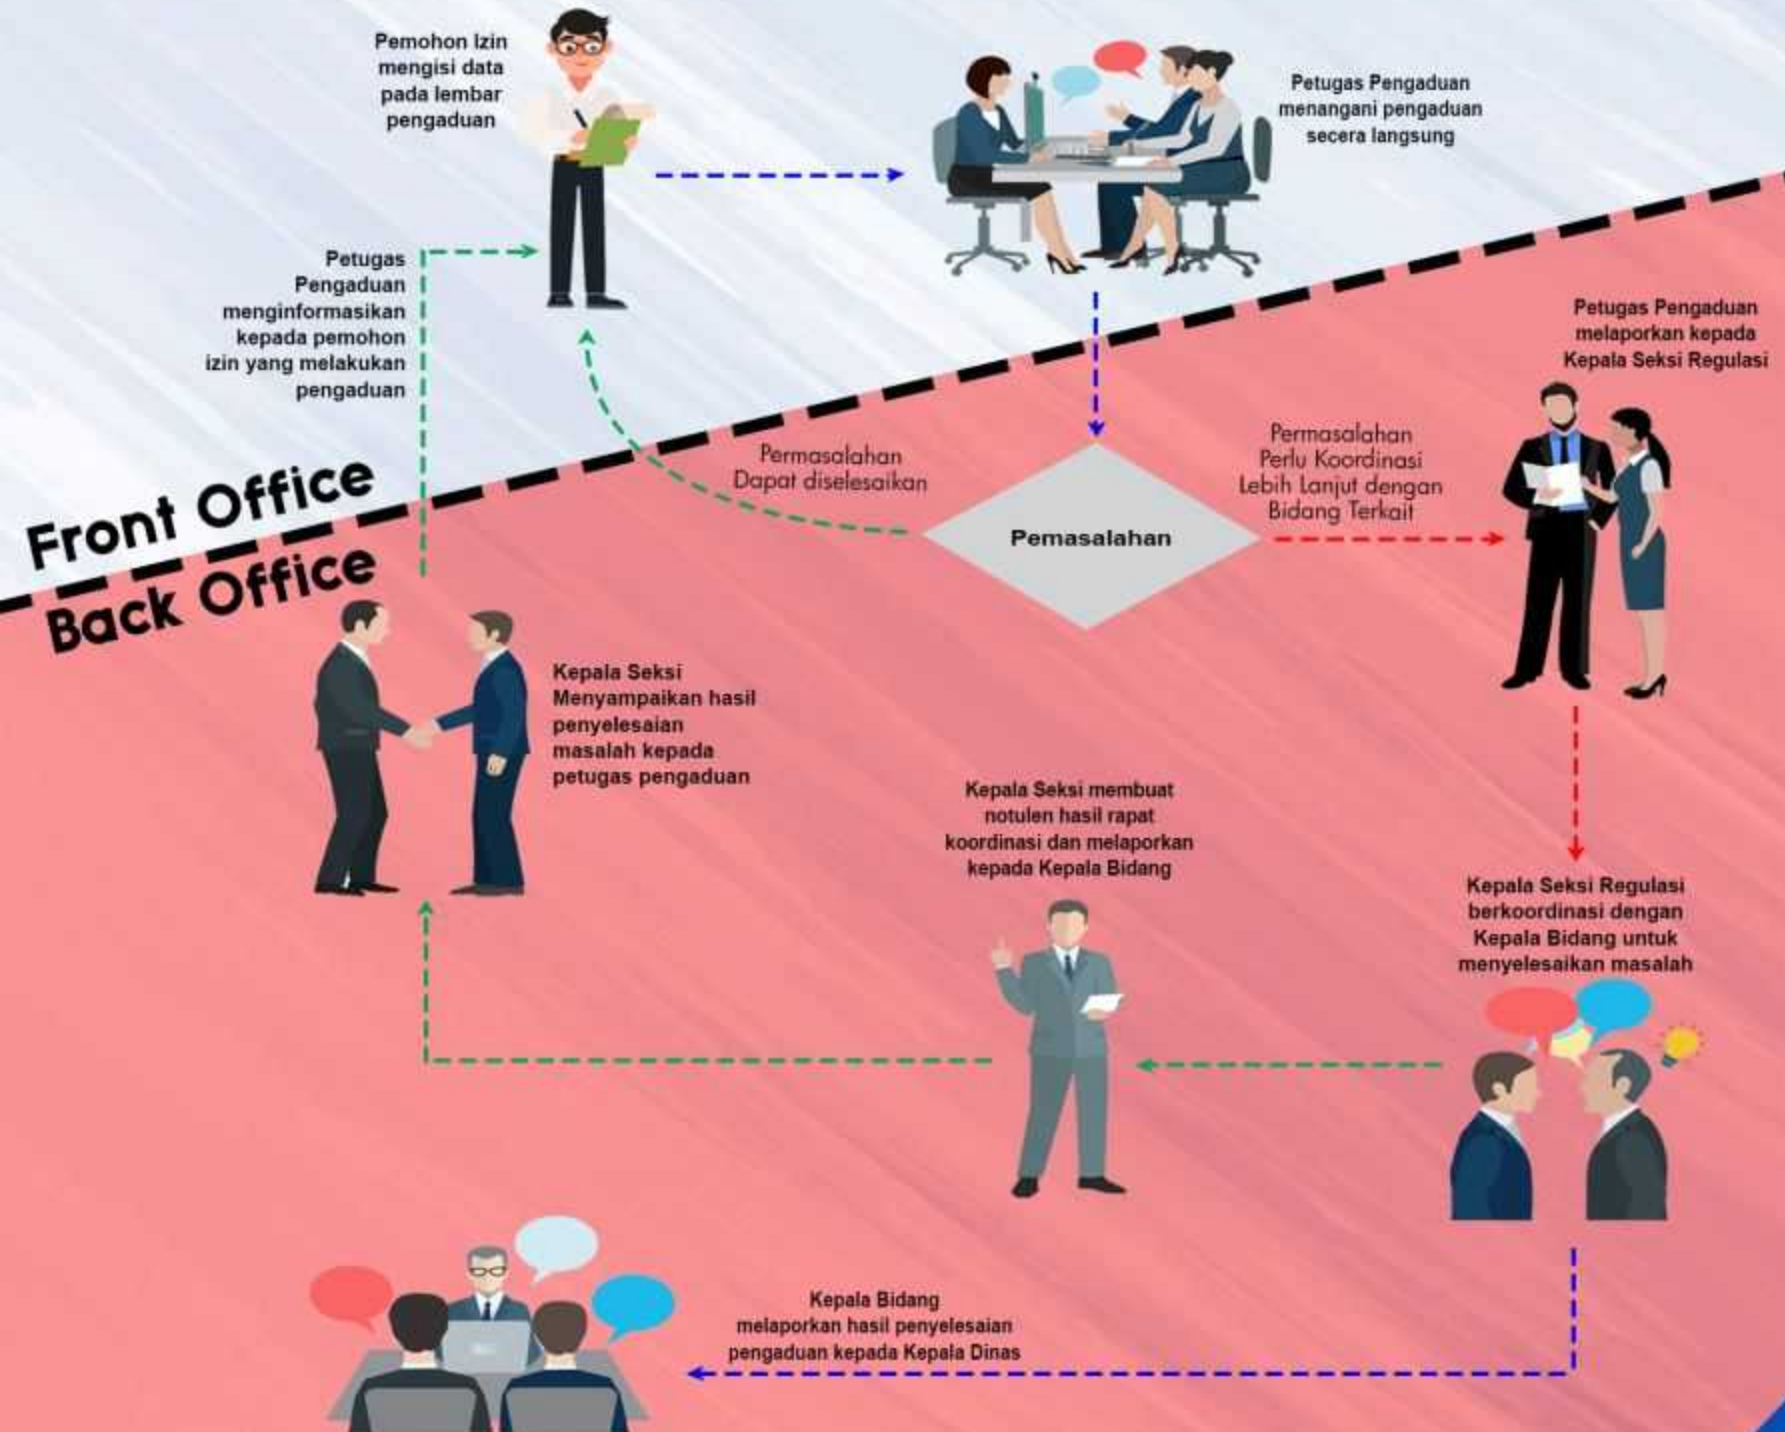 Pemohon Izin
mengisi data
pada lembar
pengaduan
Petugas Pengaduan
menangani pengaduan
secera langsung
Petugas
Pengaduan
menginformasikan
kepada pemohon
izin yang melakukan
pengaduan
Petugas Pengaduan
melaporkan kepada
Kepala Seksi Regulasi
Front Office
Back Office
Permasalahan
Dapat diselesaikan
Pemasalahan
Permasalahan
Perlu Koordinasi
Lebih Lanjut dengan
Bidang Terkait
Kepala Seksi
Menyampaikan hasil
penyelesaian
masalah kepada
petugas pengaduan
Kepala Seksi membuat
notulen hasil rapat
koordinasi dan melaporkan
kepada Kepala Bidang
Kepala Seksi Regulasi
berkoordinasi dengan
Kepala Bidang untuk
menyelesaikan masalah
Kepala Bidang
melaporkan hasil penyelesaian
pengaduan kepada Kepala Dinas